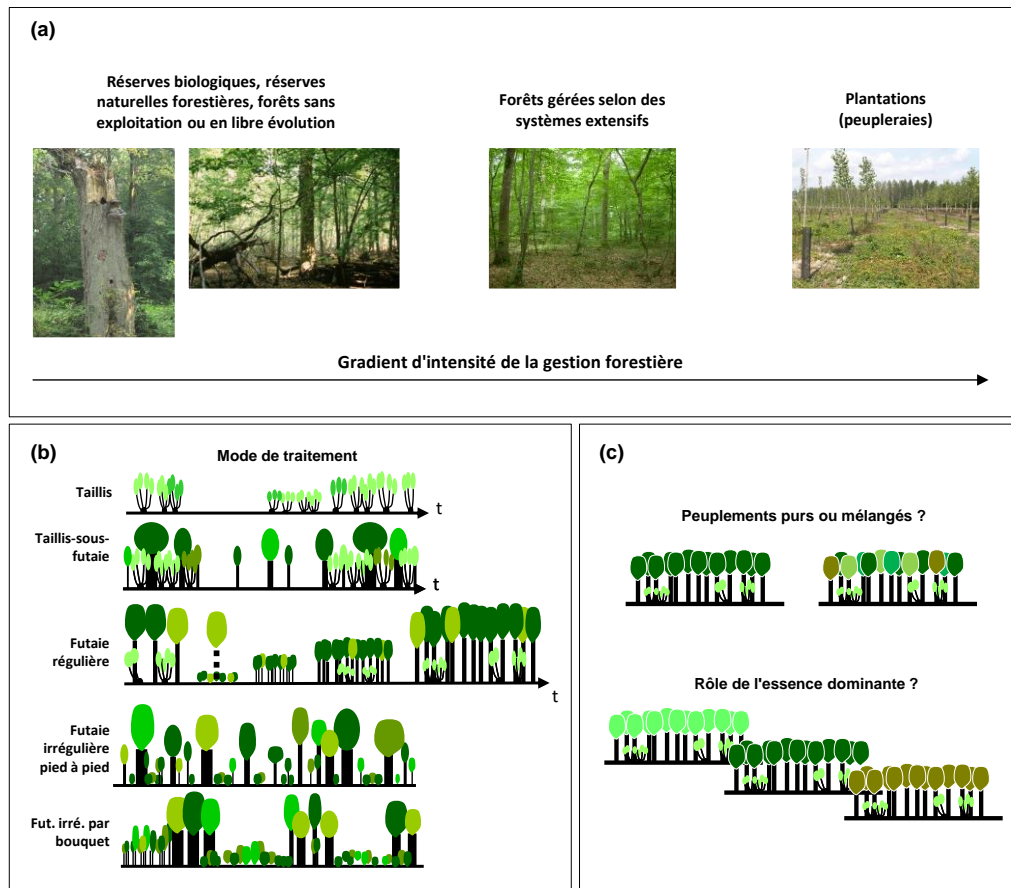 (a)
Réserves biologiques, réserves
naturelles forestières, forêts sans
exploitation ou en libre évolution
Forêts gérées selon des
systèmes extensifs
Plantations
(peupleraies)
Gradient d'intensité de la gestion forestière
(b)
Mode de traitement
Taillis
t
Taillis-sous-
futaie
t
Futaie
régulière
t
Futaie
irrégulière
pied à pied
Fut. irré. par
bouquet
(c)
Peuplements purs ou mélangés ?
Rôle de l'essence dominante ?